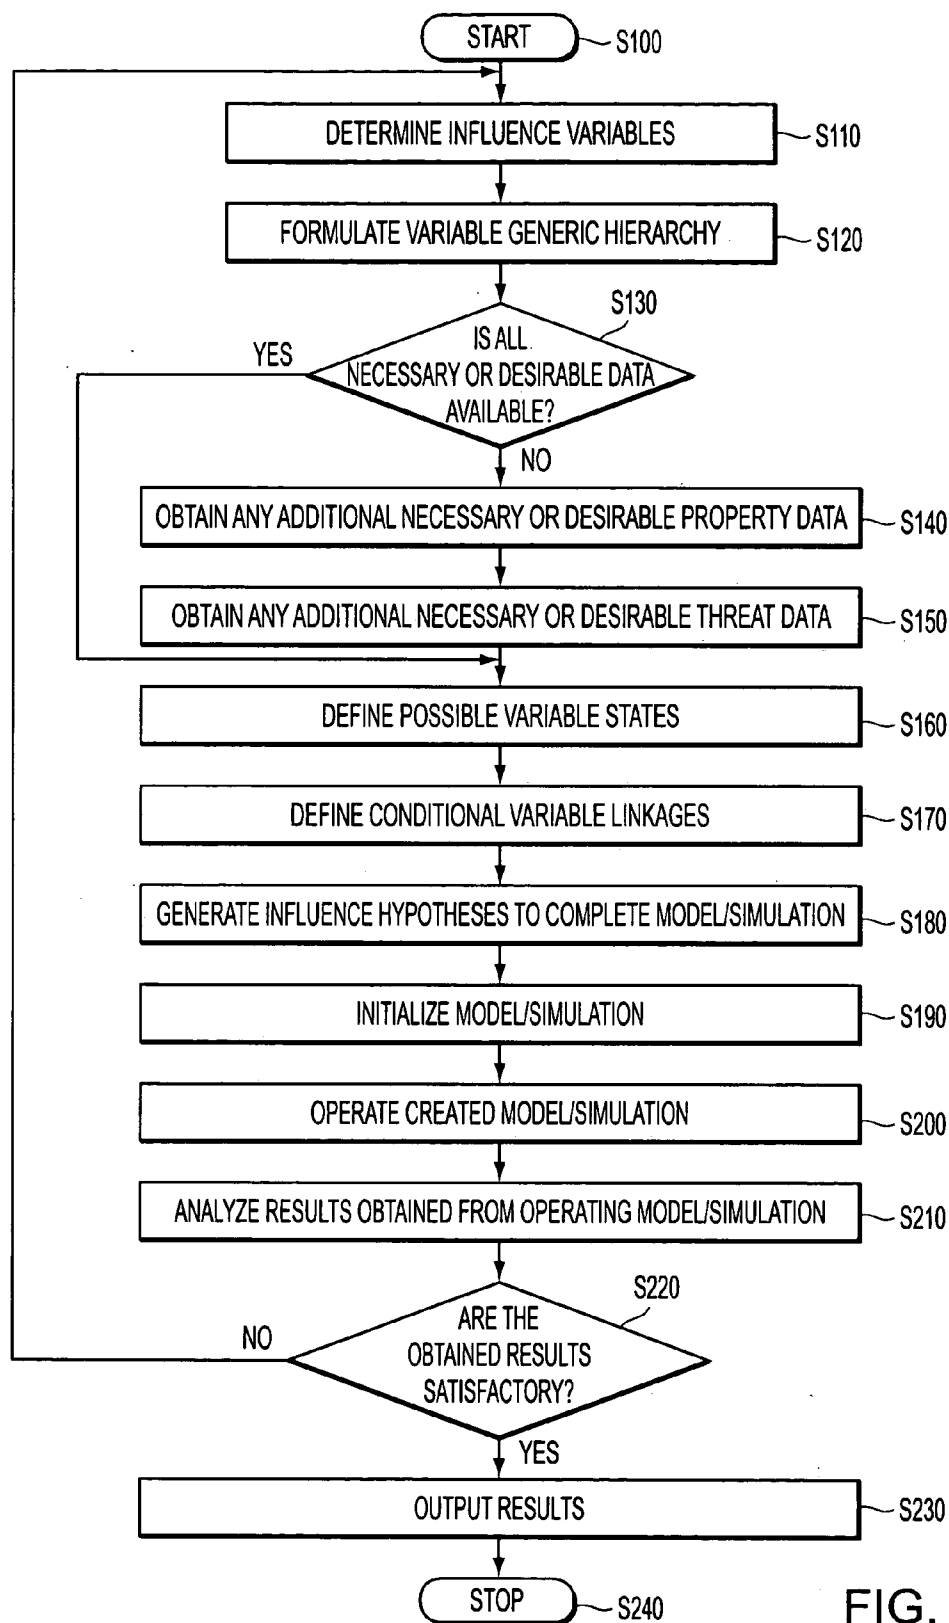 START
S100
DETERMINE INFLUENCE VARIABLES
S110
FORMULATE VARIABLE GENERIC HIERARCHY
S120
S130
IS ALL
NECESSARY OR DESIRABLE DATA
AVAILABLE?
YES
NO
OBTAIN ANY ADDITIONAL NECESSARY OR DESIRABLE PROPERTY DATA
S140
OBTAIN ANY ADDITIONAL NECESSARY OR DESIRABLE THREAT DATA
S150
DEFINE POSSIBLE VARIABLE STATES
S160
DEFINE CONDITIONAL VARIABLE LINKAGES
S170
GENERATE INFLUENCE HYPOTHESES TO COMPLETE MODEL/SIMULATION
S180
INITIALIZE MODEL/SIMULATION
S190
OPERATE CREATED MODEL/SIMULATION
S200
ANALYZE RESULTS OBTAINED FROM OPERATING MODEL/SIMULATION
S210
S220
ARE THE
OBTAINED RESULTS
SATISFACTORY?
NO
YES
OUTPUT RESULTS
S230
STOP
S240
FIG.